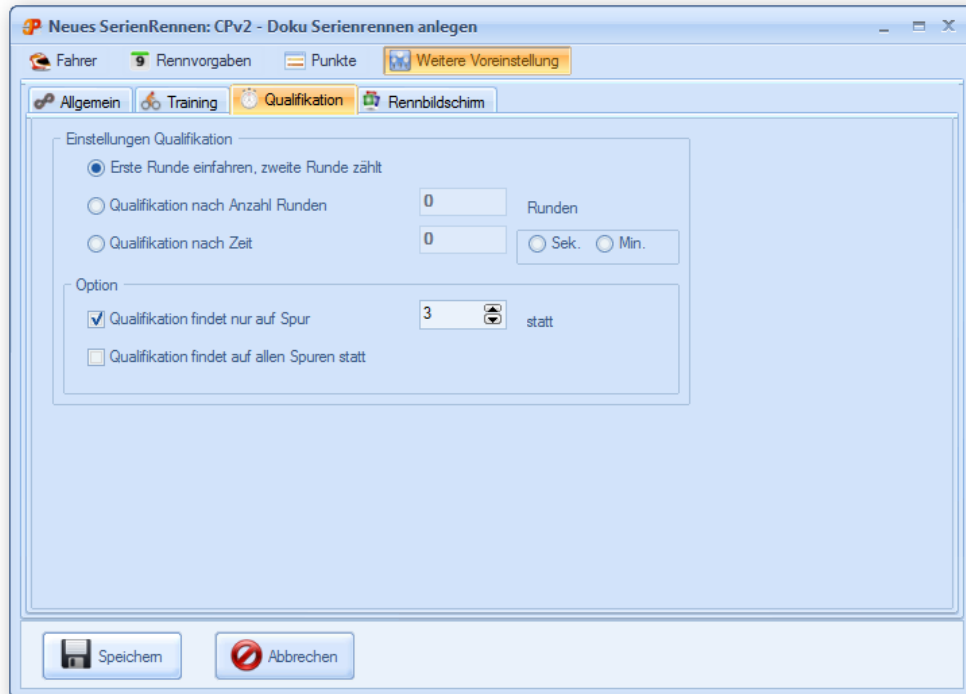 Neues SerienRennen: CPv2 - Doku Serienrennen anlegen
Fahrer 9 Rennvorgaben Punkte Weitere Voreinstellung
Allgemein Training Qualifikation Rennbildschirm
Einstellungen Qualifikation
Erste Runde einfahren, zweite Runde zählt
Qualifikation nach Anzahl Runden 0 Runden
Qualifikation nach Zeit 0 Sek. Min.
Option
Qualifikation findet nur auf Spur 3 statt
Qualifikation findet auf allen Spuren statt
Speichern Abbrechen